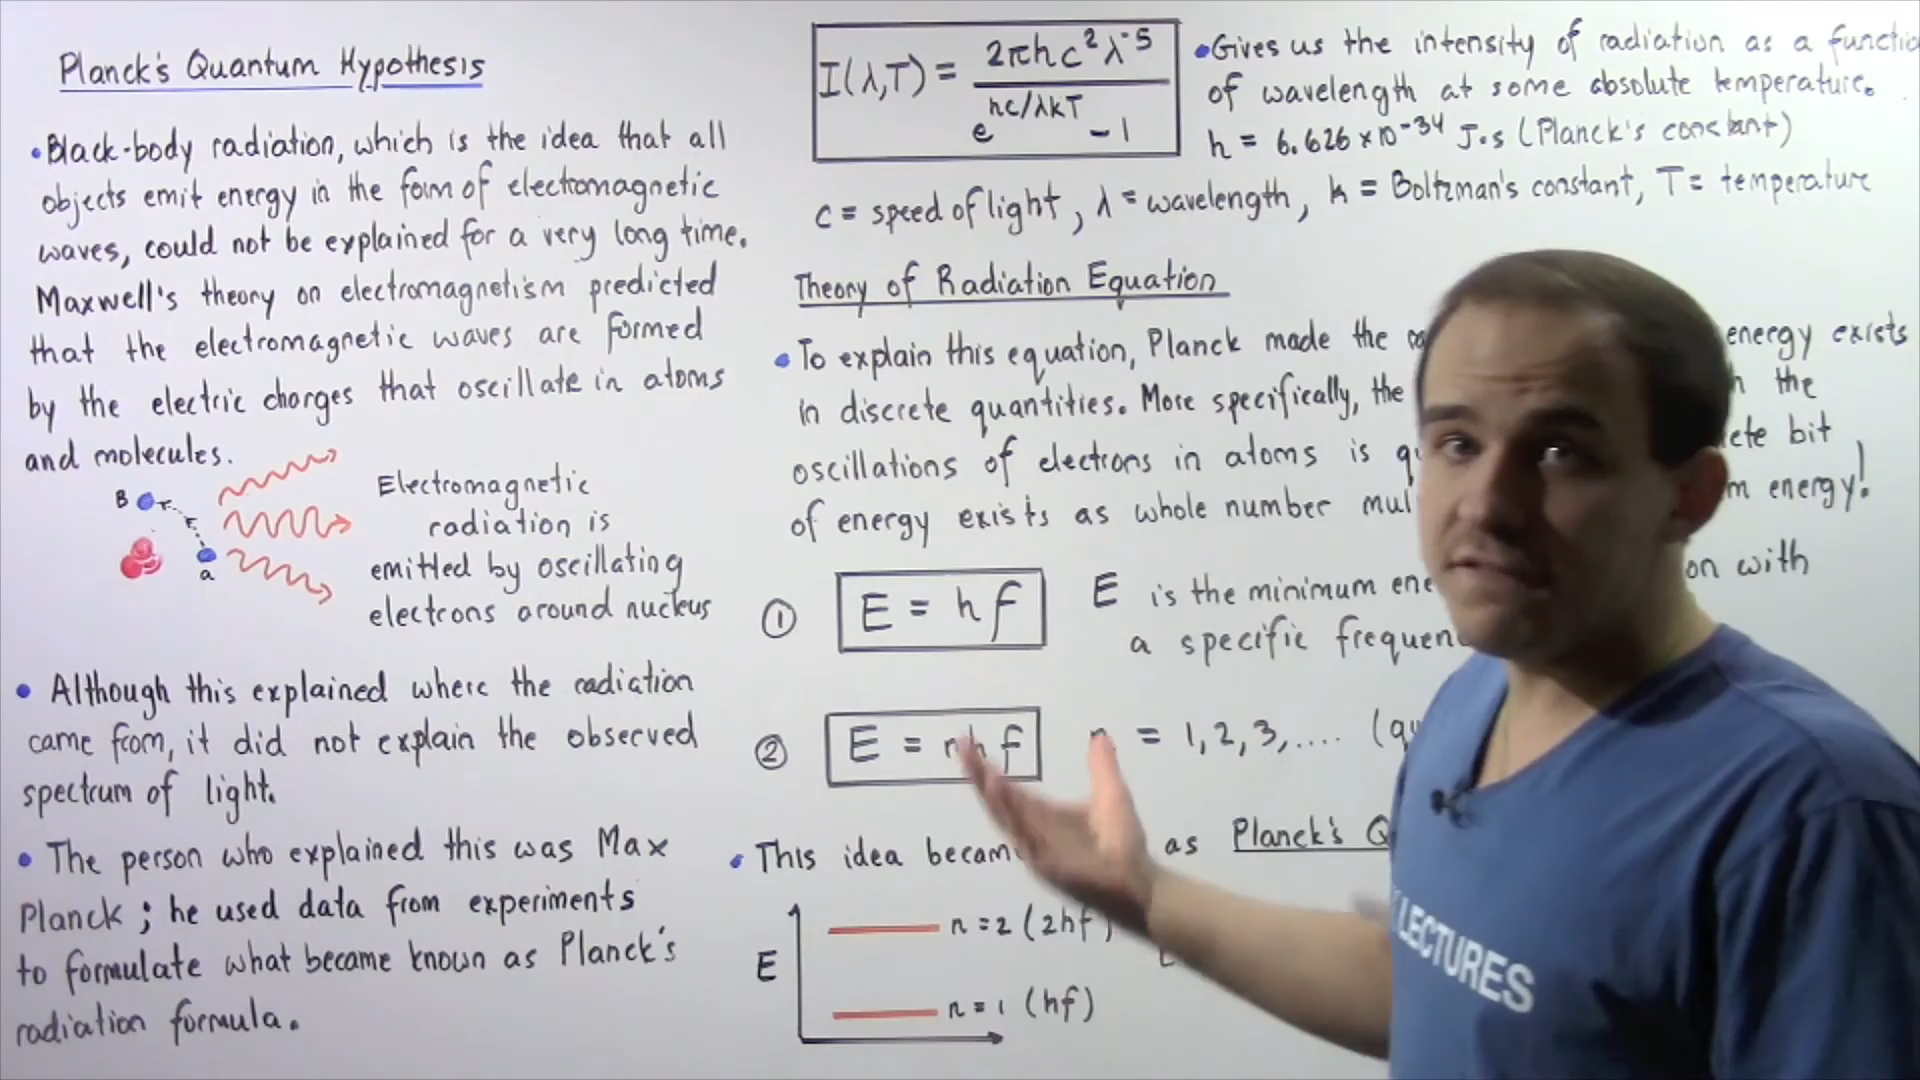 Planck's Quantum Hypothesis
• Black-body radiation, which is the idea that all
objects emit energy in the form of electromagnetic
waves, could not be explained for a very long time.
Maxwell's theory on electromagnetism predicted
that the electromagnetic waves are formed
by the electric charges that oscillate in atoms
and molecules.
B
a
Electromagnetic
radiation is
emitted by oscillating
electrons around nucleus
• Although this explained where the radiation
came from, it did not explain the observed
spectrum of light.
• The person who explained this was Max
Planck; he used data from experiments
to formulate what became known as Planck's
radiation formula.
I(λ,T) = 2πhc²λ⁻⁵ / e^(hc/λkT) - 1
• Gives us the intensity of radiation as a functio
of wavelength at some absolute temperature.
h = 6.626×10⁻³⁴ J·s (Planck's constant)
c = speed of light, λ = wavelength, k = Boltzman's constant, T = temperature
Theory of Radiation Equation
• To explain this equation, Planck made the energy exists
in discrete quantities. More specifically, the the
oscillations of electrons in atoms is bit
of energy exists as whole number energy!
① E = hf E is the minimum on with
a specific
② E = nhf n = 1,2,3,....
• This idea as Planck's
E
n=2 (2hf)
n=1 (hf)
LECTURES